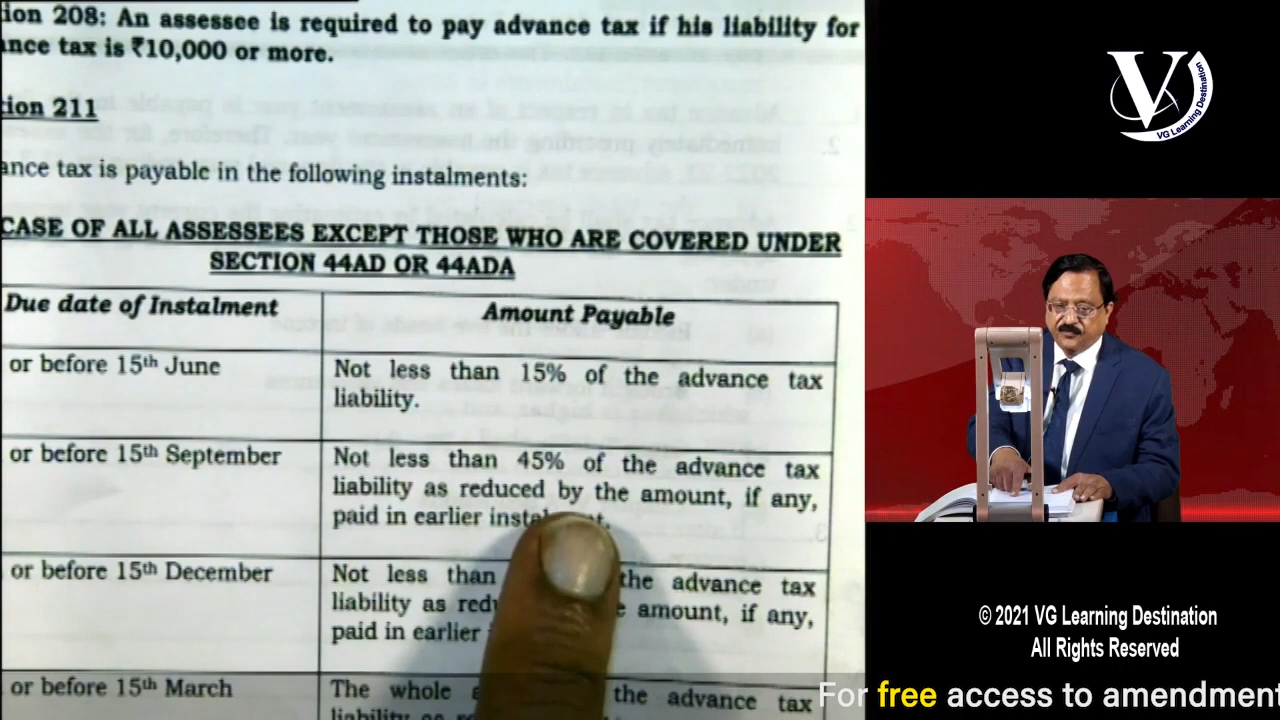 ion 208: An assessee is required to pay advance tax if his liability for
ance tax is ₹10,000 or more.
tion 211
ance tax is payable in the following instalments:
CASE OF ALL ASSESSEES EXCEPT THOSE WHO ARE COVERED UNDER
SECTION 44AD OR 44ADA
Due date of Instalment
Amount Payable
or before 15th June
Not less than 15% of the advance tax
liability.
or before 15th September
Not less than 45% of the advance tax
liability as reduced by the amount, if any,
paid in earlier
or before 15th December
Not less than the advance tax
liability as amount, if any,
paid in earlier
or before 15th March
The whole the advance tax
liability as
V
VG Learning Destination
© 2021 VG Learning Destination
All Rights Reserved
For free access to amendment